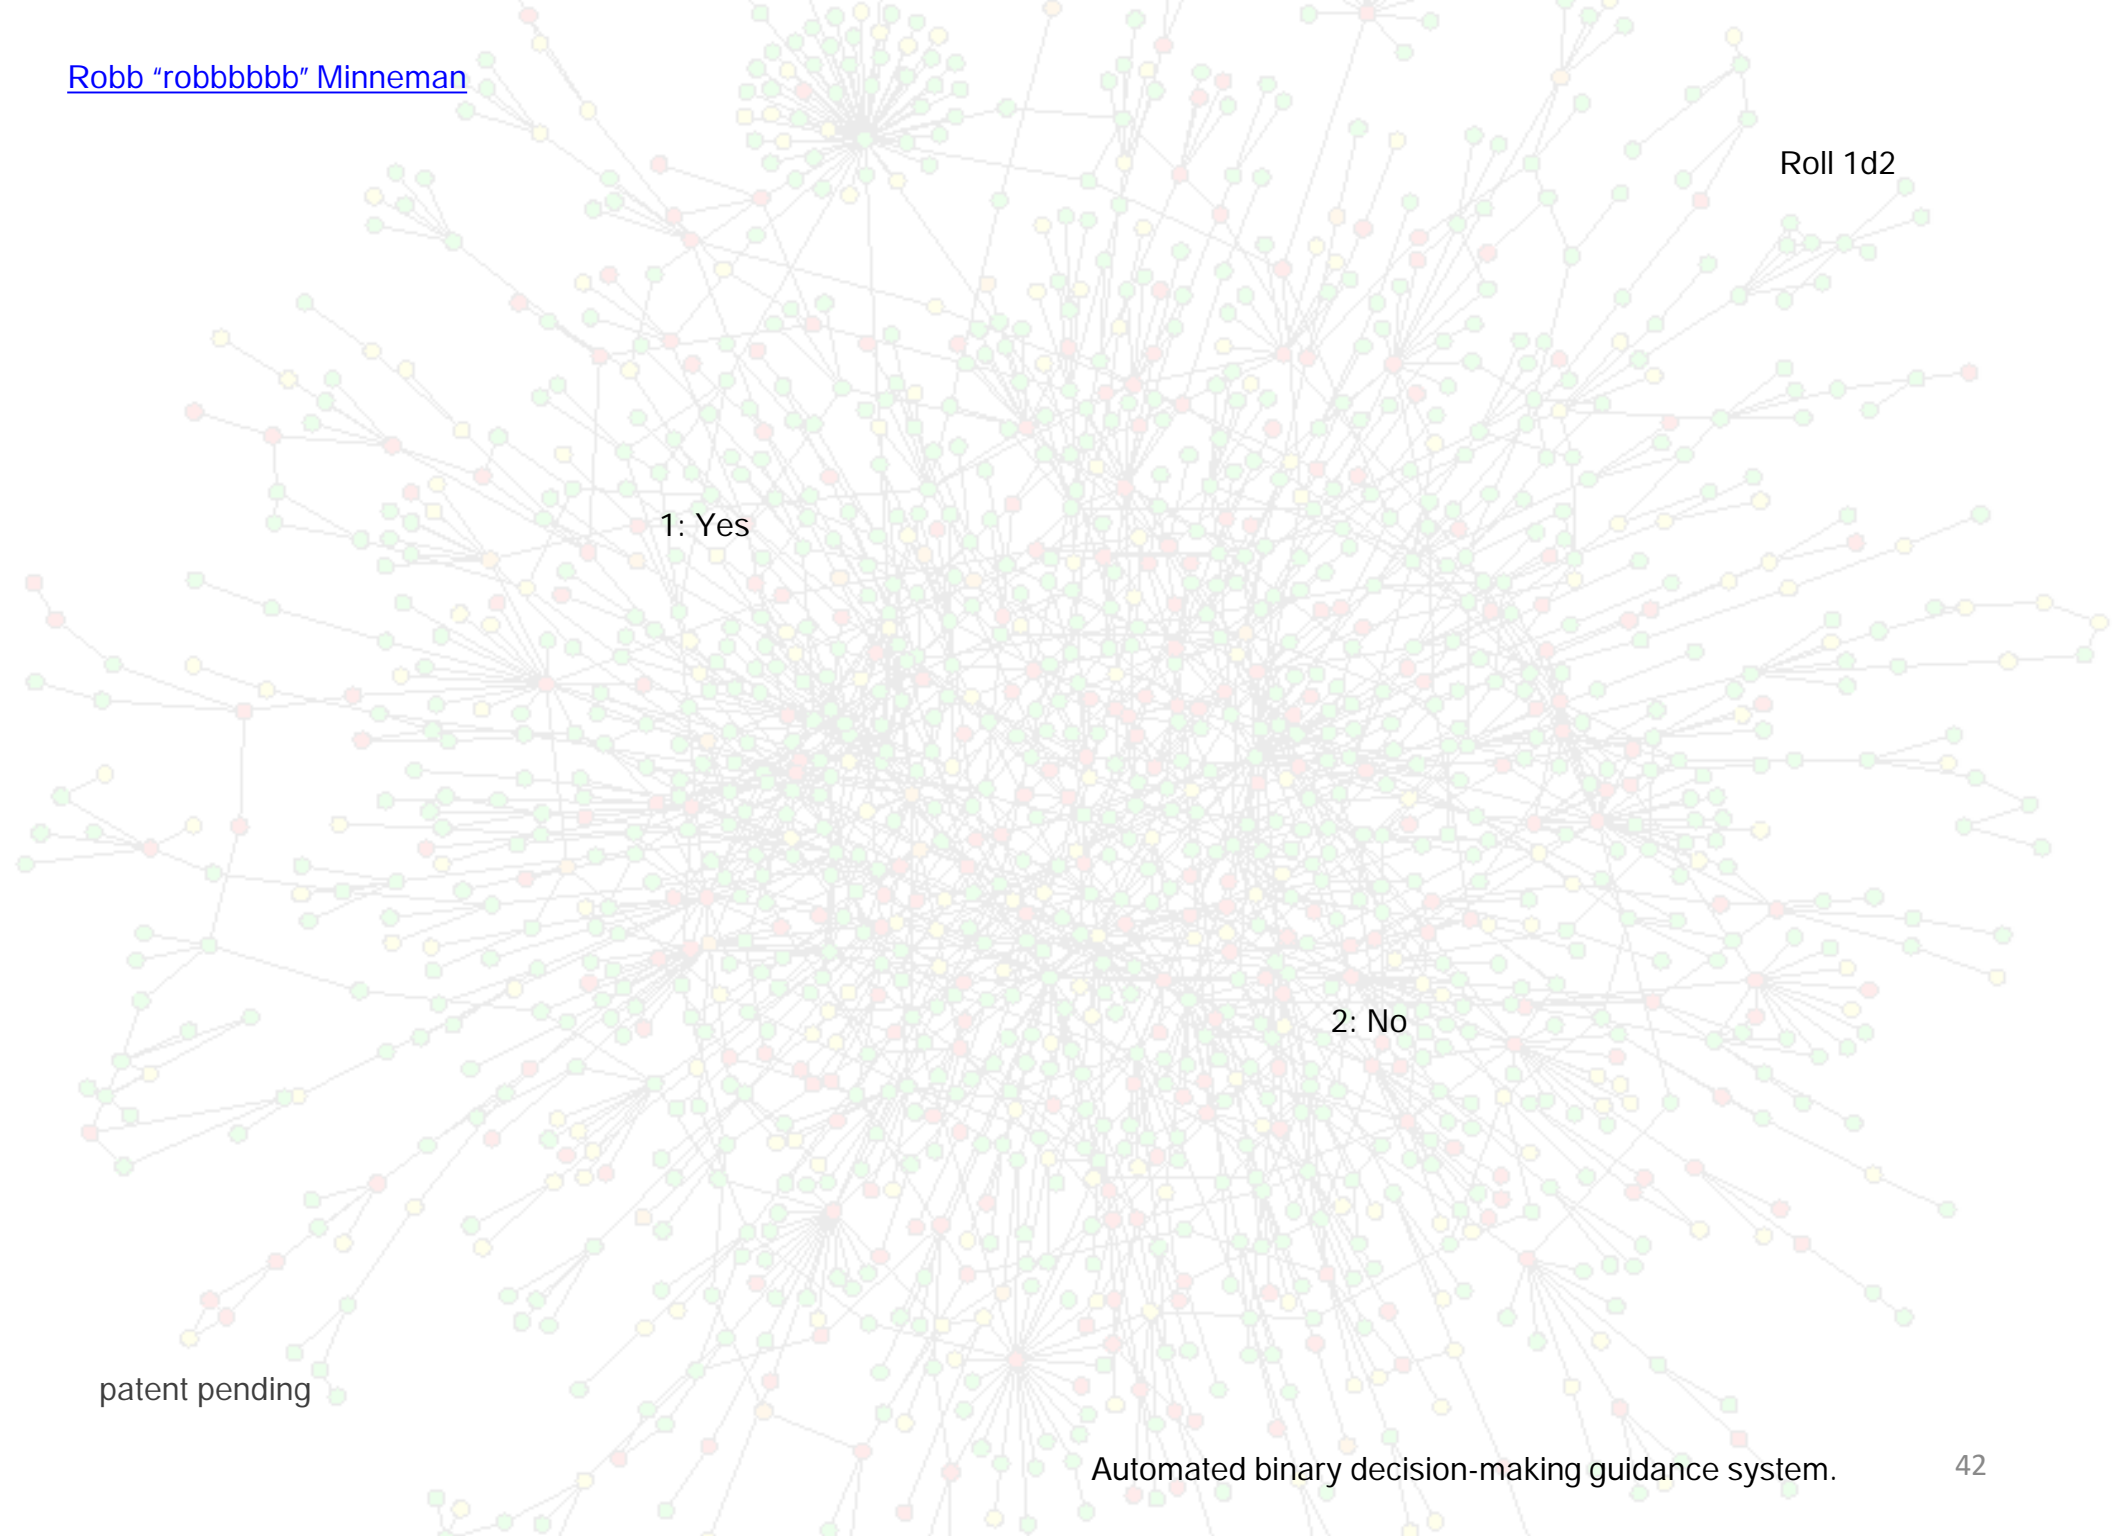 Robb “robbbbbb” Minneman
Roll 1d2
1: Yes
2: No
patent pending
Automated binary decision-making guidance system.
42